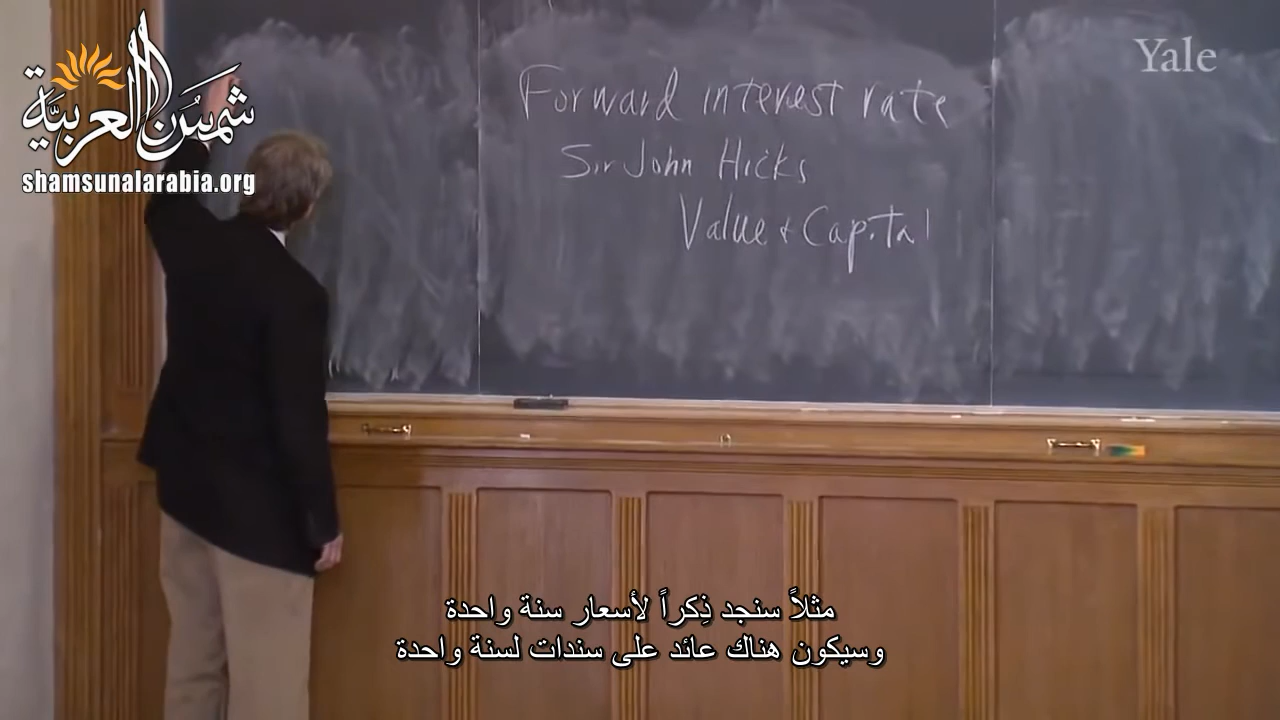 شمسُ العربيّة
shamsunalarabia.org
Yale
Forward interest rate
Sir John Hicks
Value & Capital
مثلاً سنجد ذِكراً لأسعار سنة واحدة
وسيكون هناك عائد على سندات لسنة واحدة